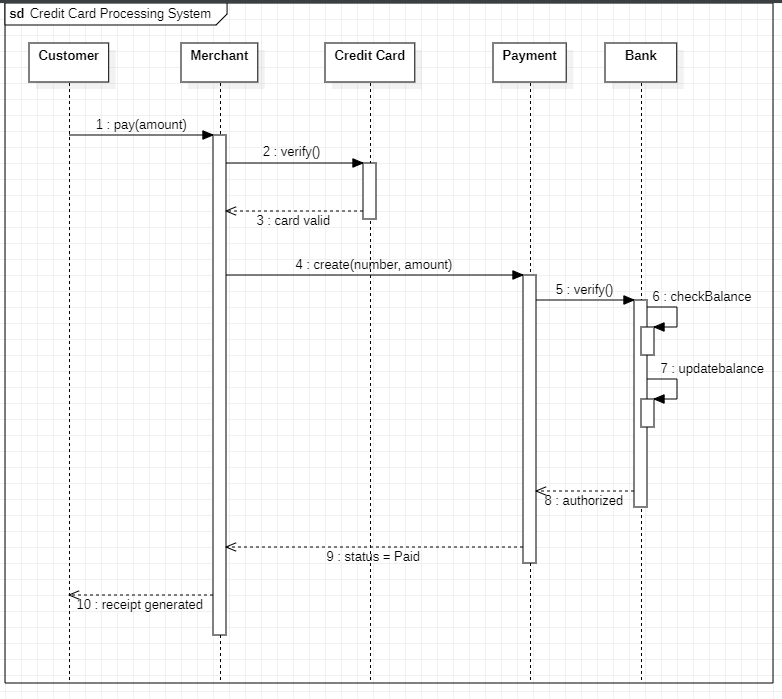 sd Credit Card Processing System
Customer
Merchant
Credit Card
Payment
Bank
1 : pay(amount)
2 : verify()
3 : card valid
4 : create(number, amount)
5 : verify()
6 : checkBalance
7 : updatebalance
8 : authorized
9 : status = Paid
10 : receipt generated